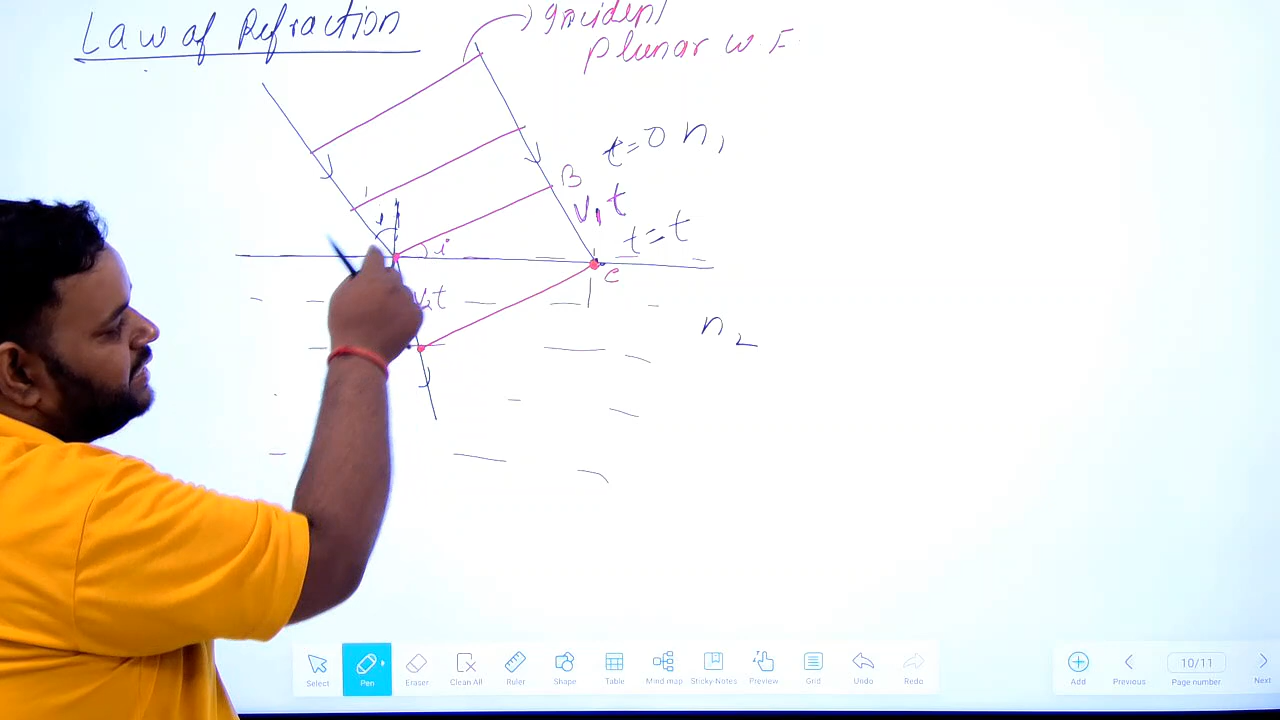 Law of Refraction
Incident
planar W.F.
t=0 n₁
B
V₁t
i
i
t=t
C
V₂t
n₂
Select
Pen
Eraser
Clean All
Ruler
Shape
Table
Mind map
Sticky-Notes
Preview
Grid
Undo
Redo
Add
Previous
10/11
Page number
Next